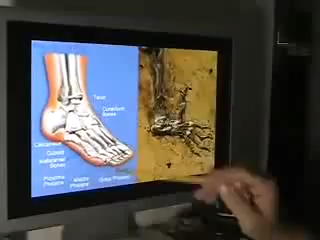 Talus
Cuneiform
Bones
Calcaneus
Cuboid
Metatarsal
Bones
Proximal
Phalanx
Middle
Phalanx
Distal Phalanx